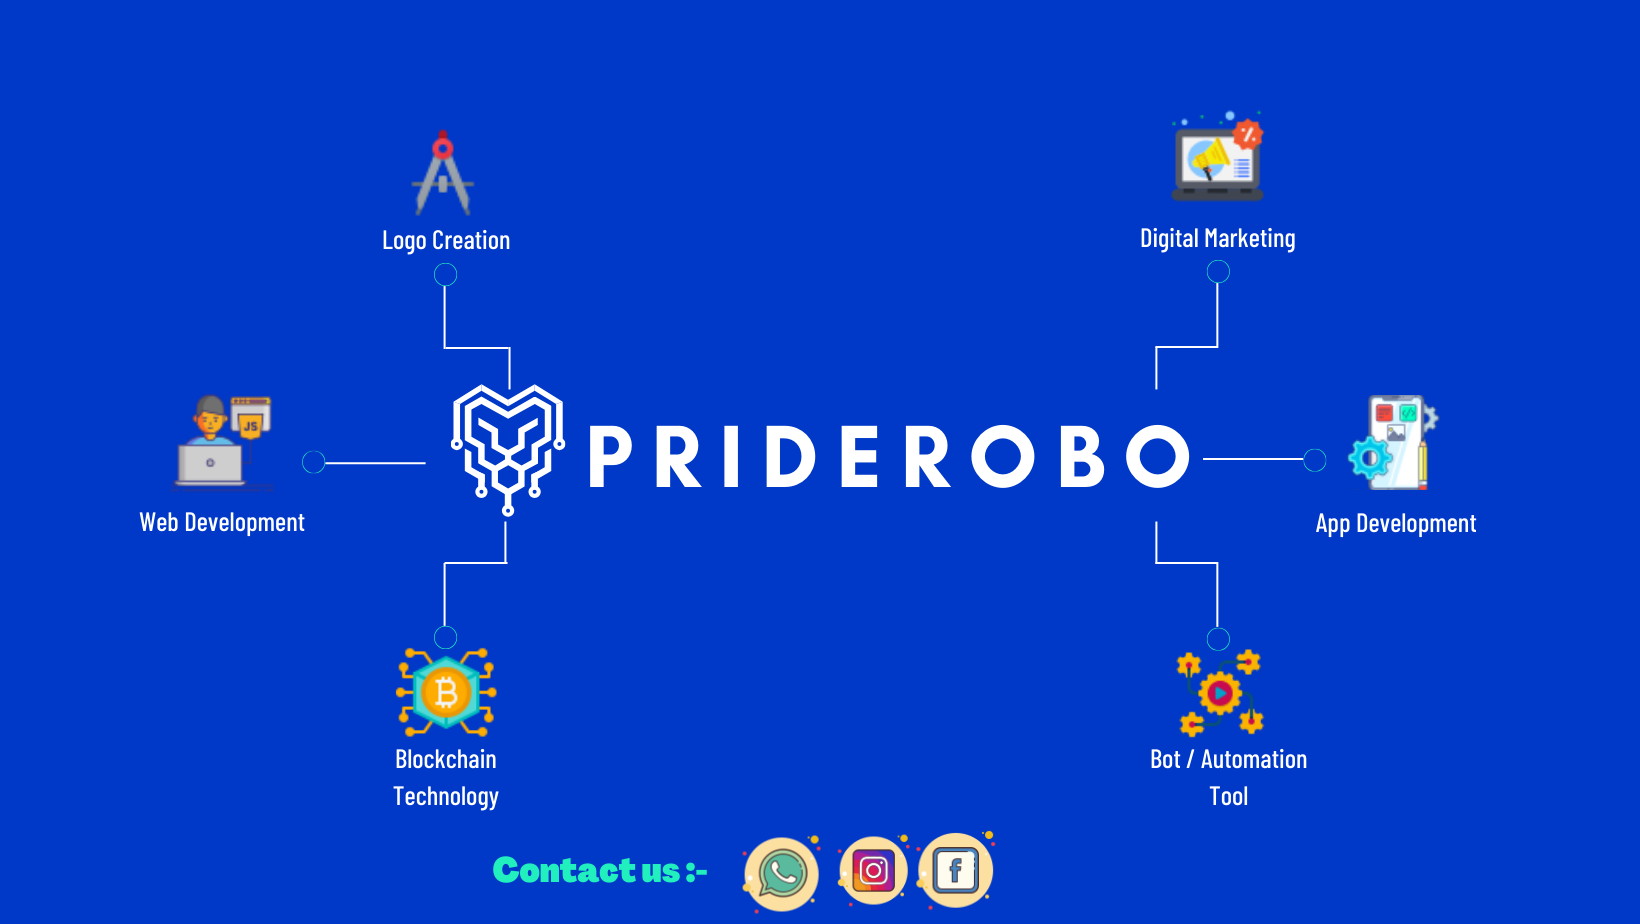 Logo Creation
Digital Marketing
JS
PRIDEROBO
Web Development
App Development
Blockchain
Technology
Bot / Automation
Tool
Contact us :-